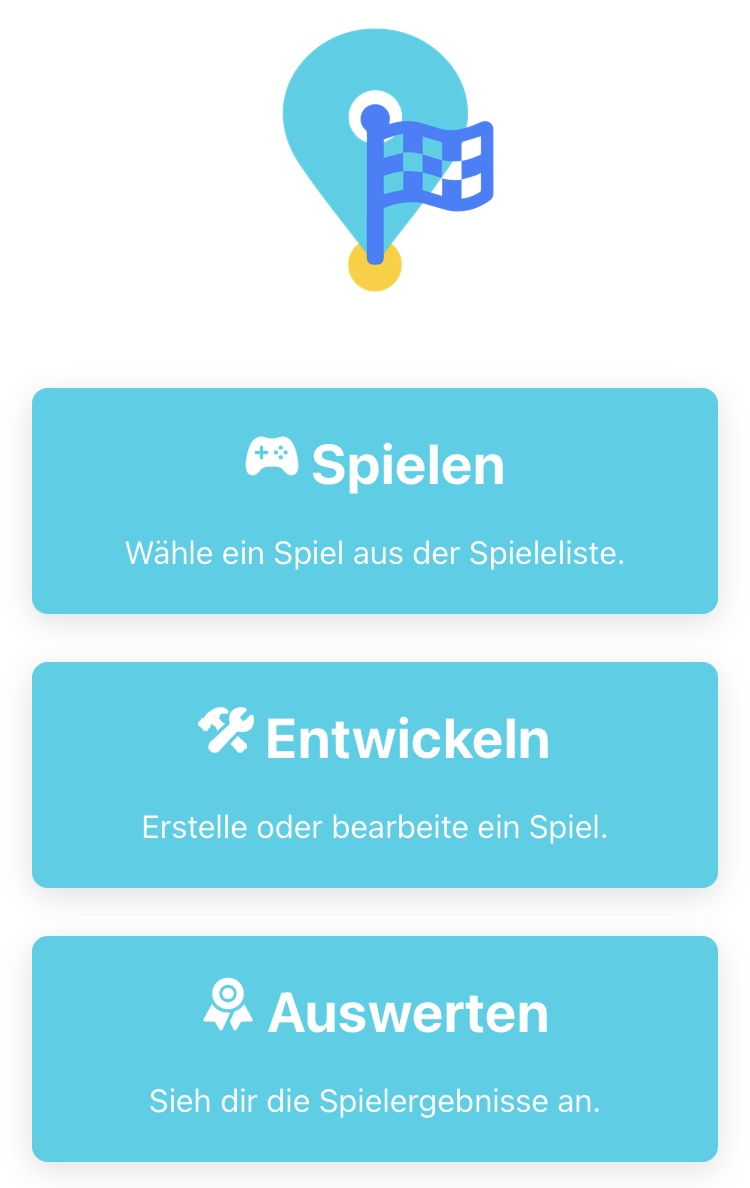 Spielen
Wähle ein Spiel aus der Spieleliste.
Entwickeln
Erstelle oder bearbeite ein Spiel.
Auswerten
Sieh dir die Spielergebnisse an.